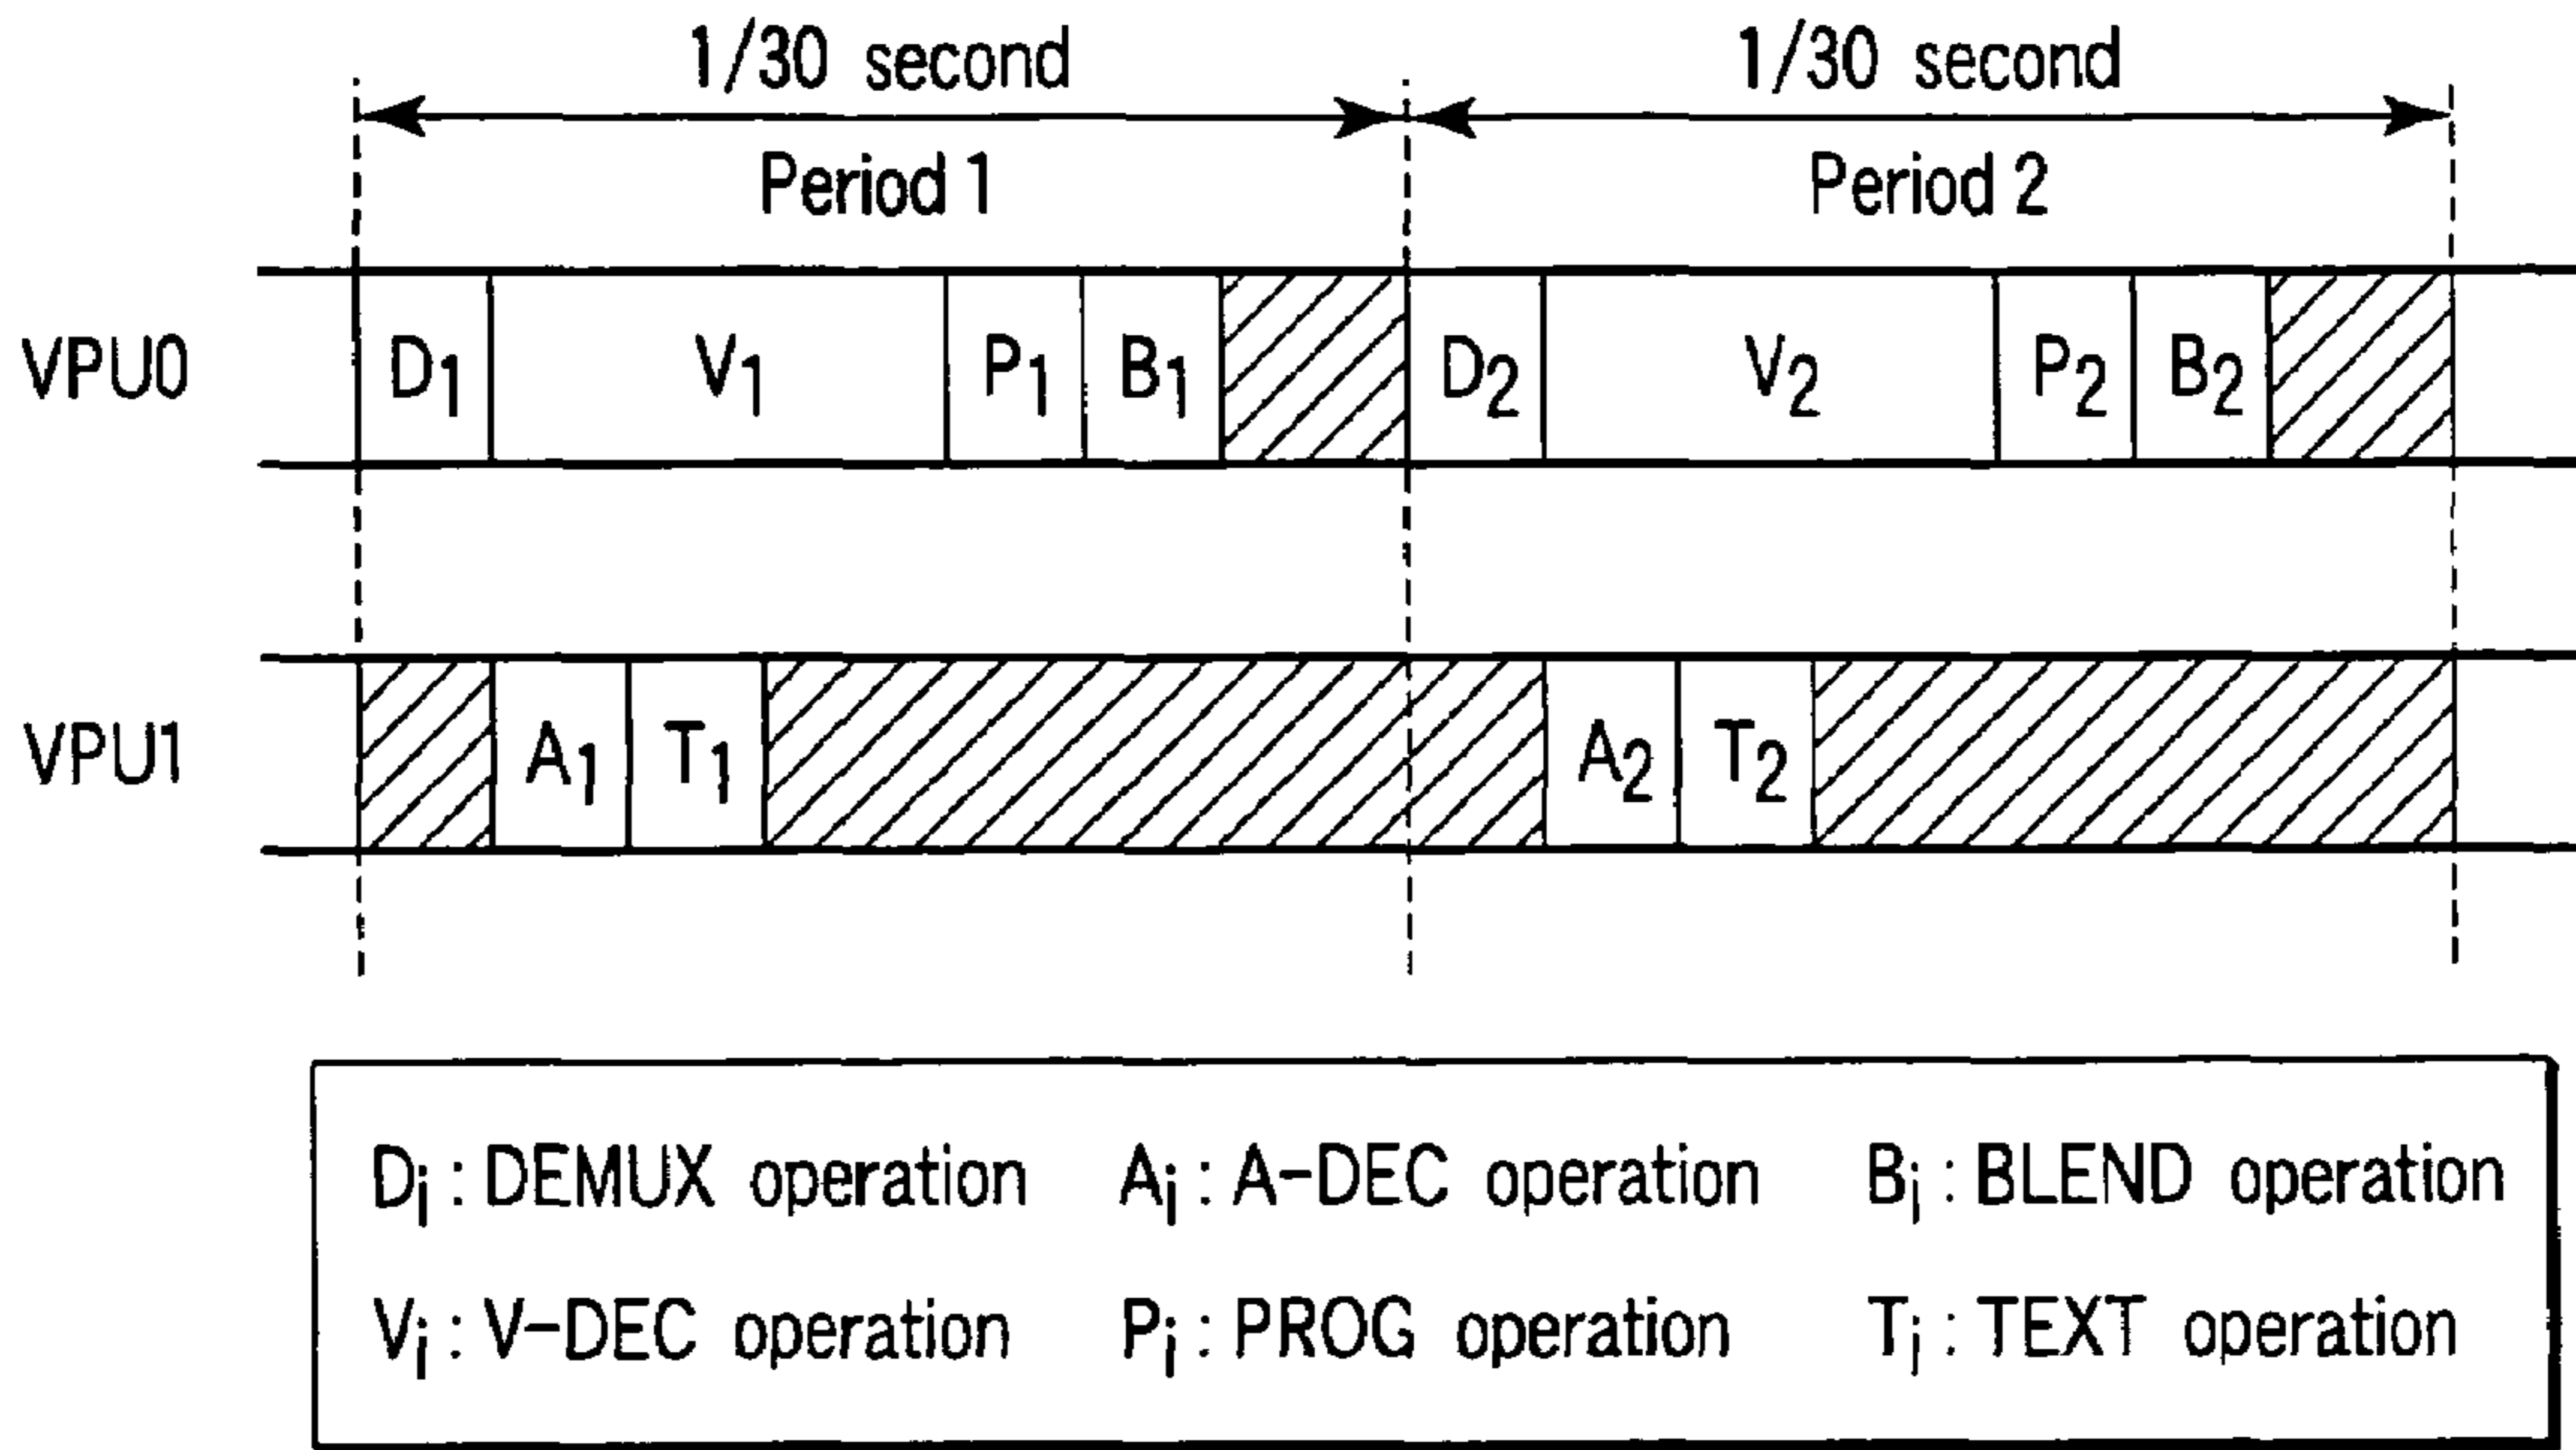 1/30 second 1/30 second
Period 1 Period 2
VPU0 D1 V1 P1 B1 D2 V2 P2 B2
VPU1 A1 T1 A2 T2
Di : DEMUX operation Ai : A-DEC operation Bi : BLEND operation
Vi : V-DEC operation Pi : PROG operation Ti : TEXT operation